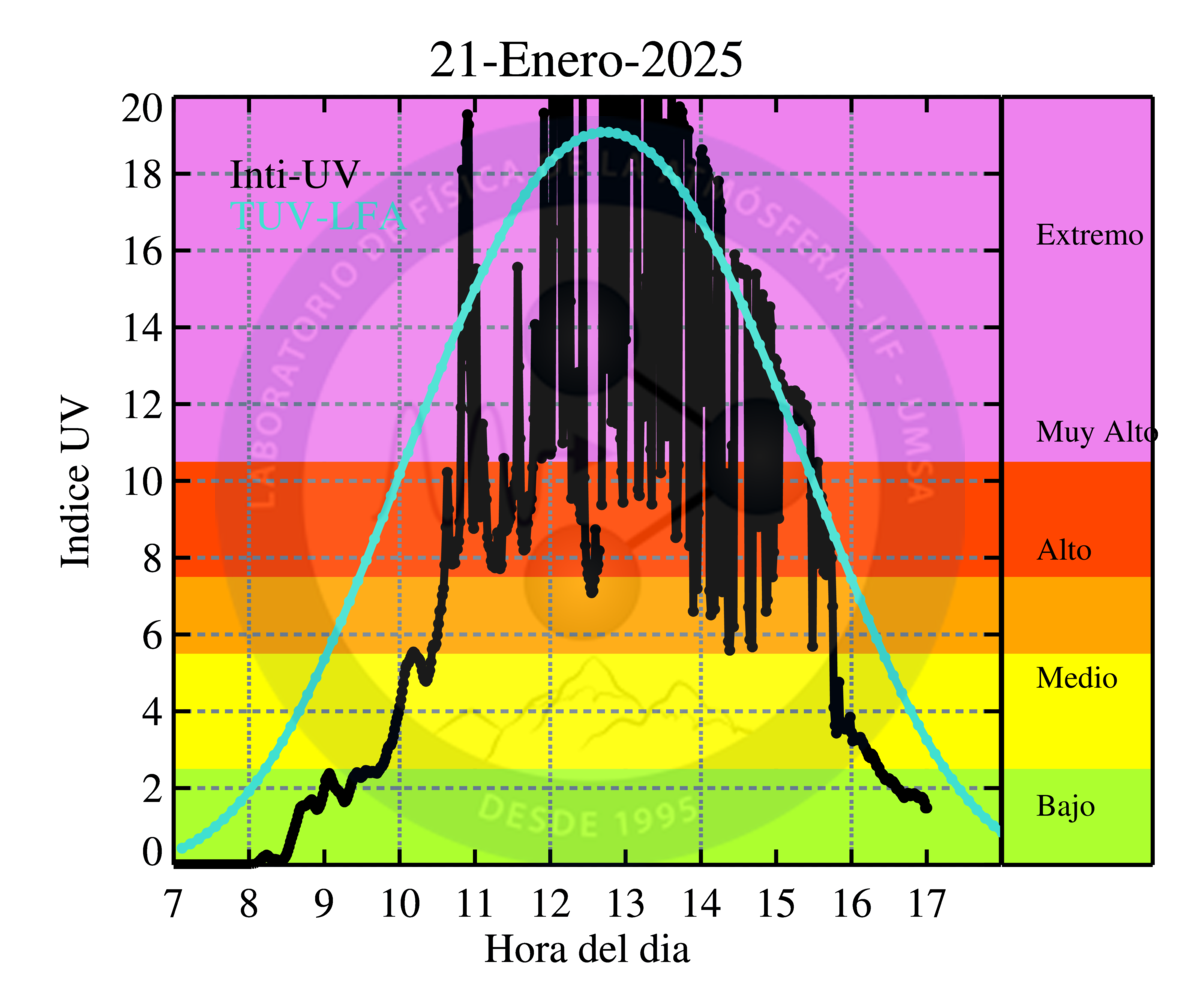 21-Enero-2025
20
18
16
14
12
10
8
6
4
2
0
Indice UV
Inti-UV
TUV-LFA
LABORATORIO DE FÍSICA DE LA ATMÓSFERA - IIF - UMSA
DESDE 1995
Extremo
Muy Alto
Alto
Medio
Bajo
7 8 9 10 11 12 13 14 15 16 17
Hora del dia